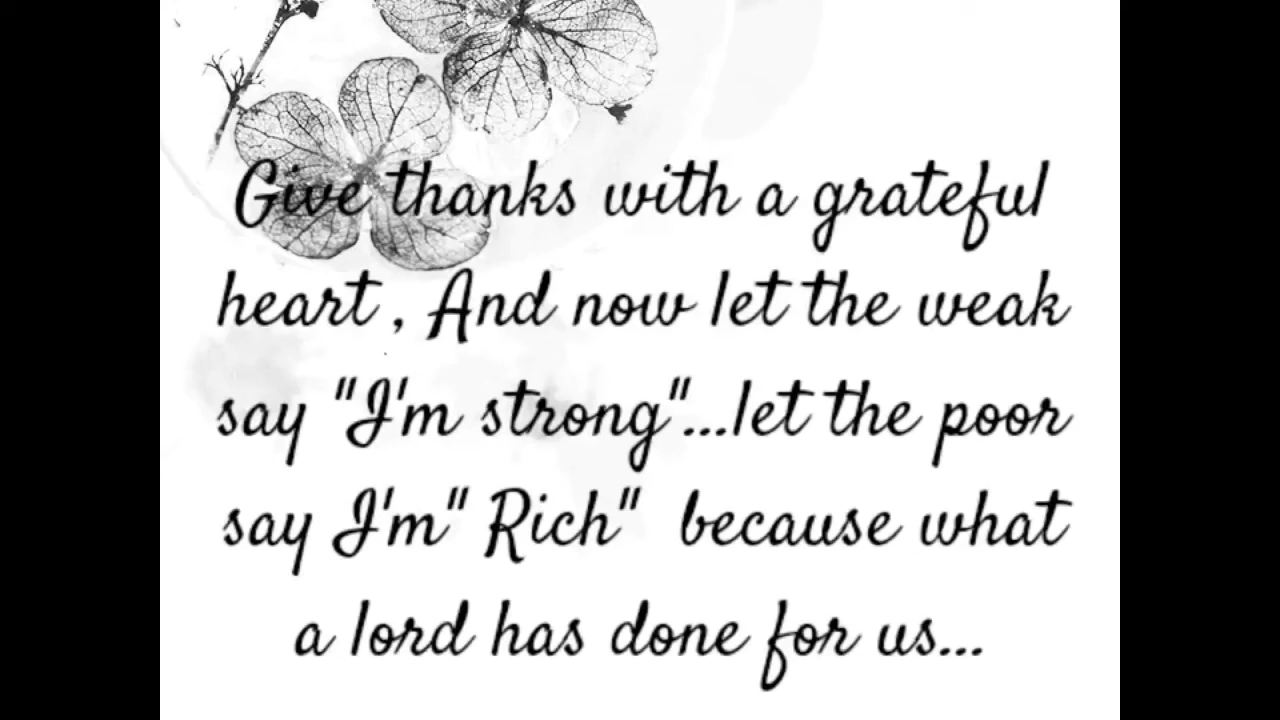 Give thanks with a grateful
heart , And now let the weak
say "I'm strong"...let the poor
say I'm" Rich" because what
a lord has done for us...